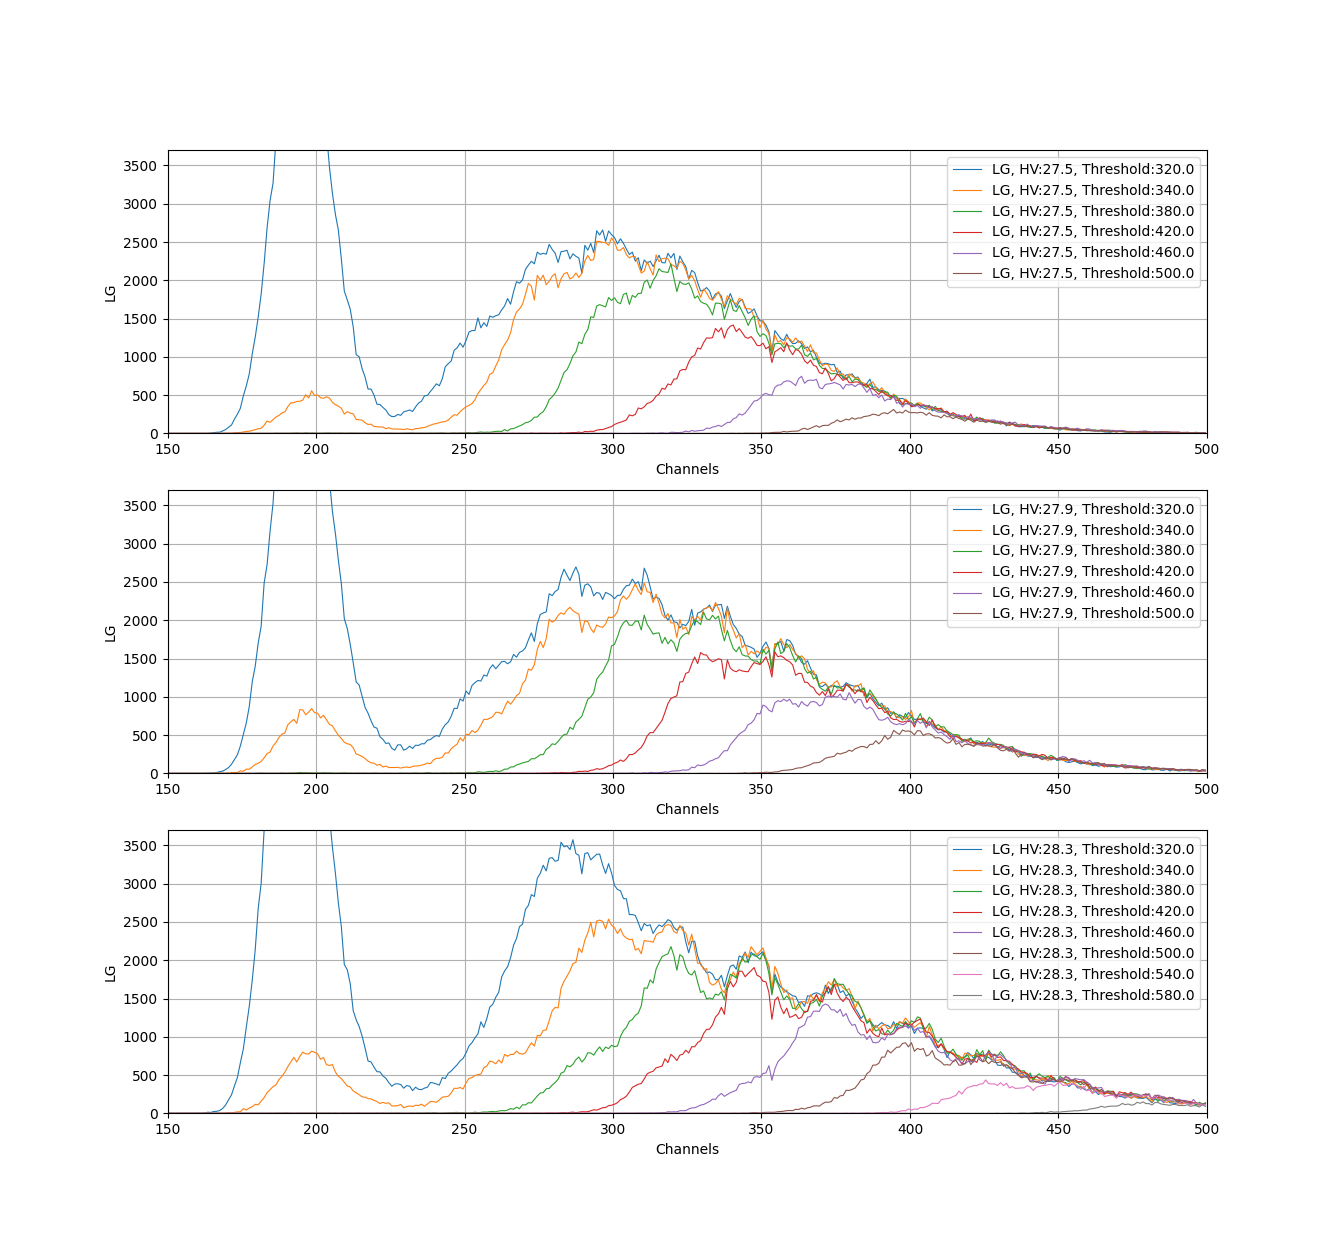 3500
3000
2500
2000
1500
1000
500
0
LG
LG, HV:27.5, Threshold:320.0
LG, HV:27.5, Threshold:340.0
LG, HV:27.5, Threshold:380.0
LG, HV:27.5, Threshold:420.0
LG, HV:27.5, Threshold:460.0
LG, HV:27.5, Threshold:500.0
150 200 250 300 350 400 450 500
Channels
3500
3000
2500
2000
1500
1000
500
0
LG
LG, HV:27.9, Threshold:320.0
LG, HV:27.9, Threshold:340.0
LG, HV:27.9, Threshold:380.0
LG, HV:27.9, Threshold:420.0
LG, HV:27.9, Threshold:460.0
LG, HV:27.9, Threshold:500.0
150 200 250 300 350 400 450 500
Channels
3500
3000
2500
2000
1500
1000
500
0
LG
LG, HV:28.3, Threshold:320.0
LG, HV:28.3, Threshold:340.0
LG, HV:28.3, Threshold:380.0
LG, HV:28.3, Threshold:420.0
LG, HV:28.3, Threshold:460.0
LG, HV:28.3, Threshold:500.0
LG, HV:28.3, Threshold:540.0
LG, HV:28.3, Threshold:580.0
150 200 250 300 350 400 450 500
Channels